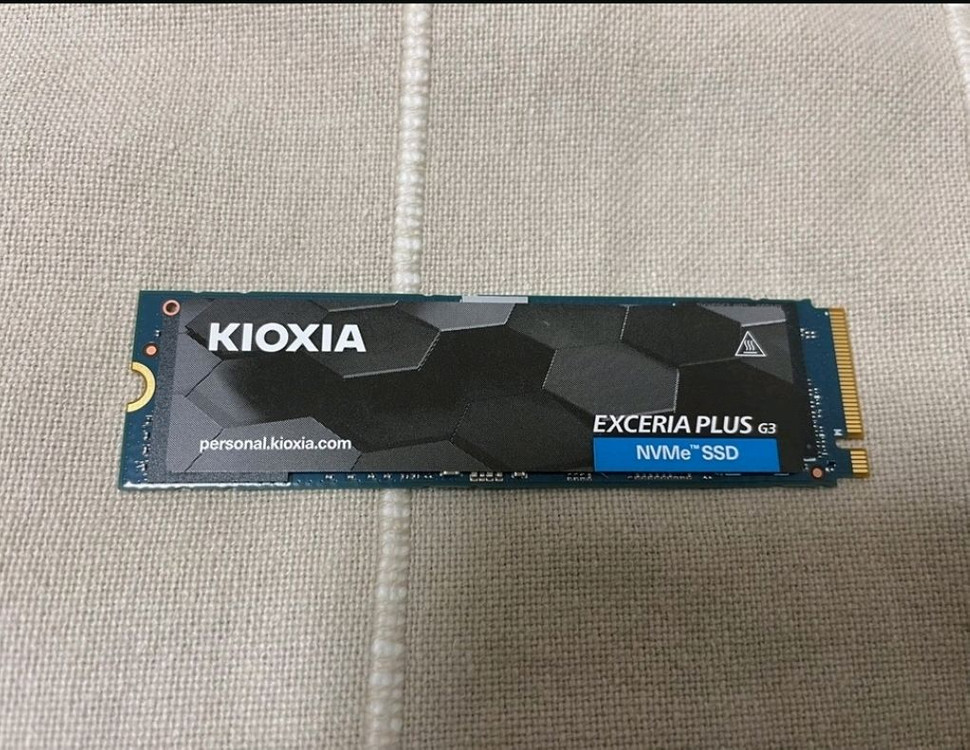 KIOXIA
EXCERIA PLUS G3
personal.kioxia.com
NVMe™ SSD